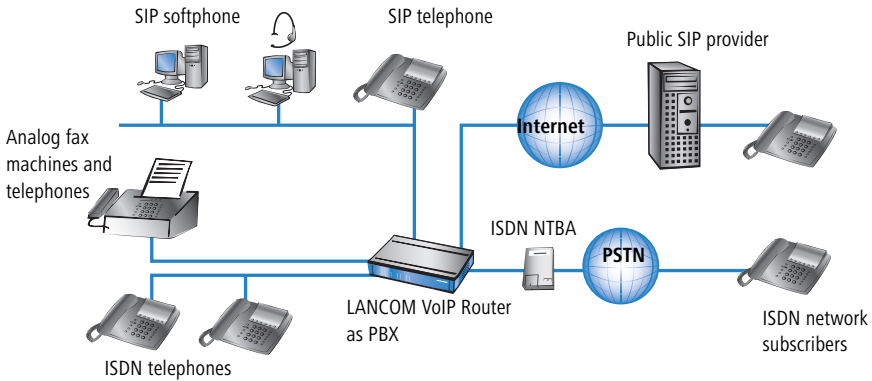 SIP softphone
SIP telephone
Public SIP provider
Internet
Analog fax
machines and
telephones
ISDN NTBA
PSTN
LANCOM VoIP Router
as PBX
ISDN network
subscribers
ISDN telephones